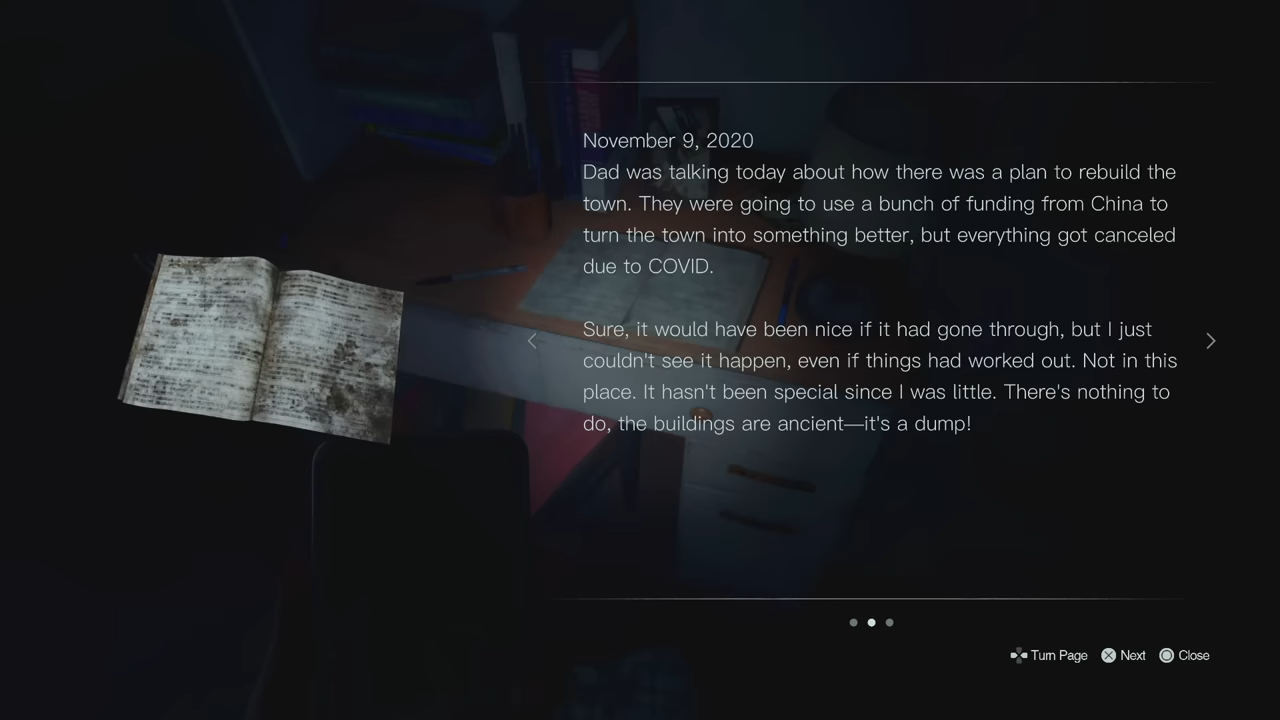 November 9, 2020
Dad was talking today about how there was a plan to rebuild the
town. They were going to use a bunch of funding from China to
turn the town into something better, but everything got canceled
due to COVID.
Sure, it would have been nice if it had gone through, but I just
couldn't see it happen, even if things had worked out. Not in this
place. It hasn't been special since I was little. There's nothing to
do, the buildings are ancient—it's a dump!
Turn Page Next Close